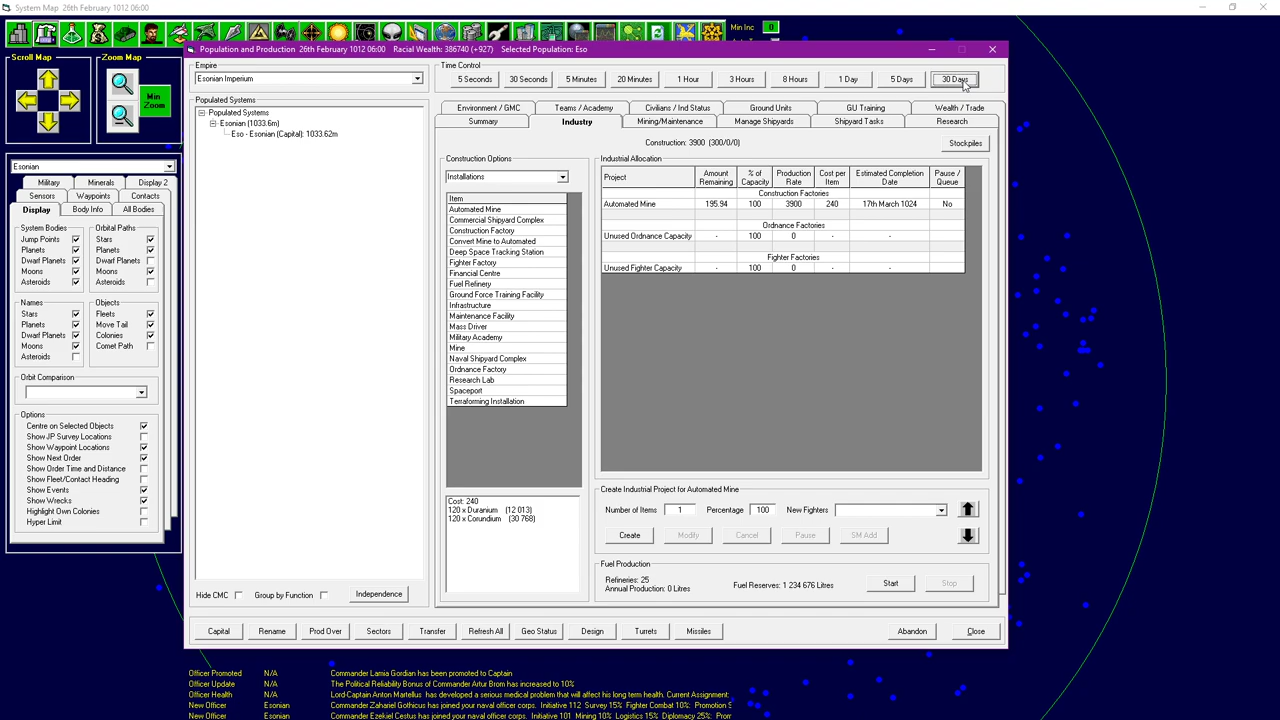 System Map  26th February 1012 06:00
Min Inc 0
Scroll Map
Zoom Map
Min Zoom
Esonian
Military Minerals Display 2
Sensors Waypoints Contacts
Display Body Info All Bodies
System Bodies
Jump Points
Planets
Dwarf Planets
Moons
Asteroids
Orbital Paths
Stars
Planets
Dwarf Planets
Moons
Asteroids
Names
Stars
Planets
Dwarf Planets
Moons
Asteroids
Objects
Fleets
Move Tail
Colonies
Comet Path
Orbit Comparison
Options
Centre on Selected Objects
Show JP Survey Locations
Show Waypoint Locations
Show Next Order
Show Order Time and Distance
Show Fleet/Contact Heading
Show Events
Show Wrecks
Highlight Own Colonies
Hyper Limit
Population and Production  26th February 1012 06:00  Racial Wealth: 386740 (+927)  Selected Population: Eso
Empire
Esonian Imperium
Time Control
5 Seconds 30 Seconds 5 Minutes 20 Minutes 1 Hour 3 Hours 8 Hours 1 Day 5 Days 30 Days
Populated Systems
Populated Systems
Esonian (1033.6m)
Eso - Esonian (Capital): 1033.62m
Hide CMC
Group by Function
Independence
Environment / GMC Teams / Academy Civilians / Ind Status Ground Units GU Training Wealth / Trade
Summary Industry Mining/Maintenance Manage Shipyards Shipyard Tasks Research
Construction: 3900 (300/0/0)
Stockpiles
Construction Options
Installations
Item
Automated Mine
Commercial Shipyard Complex
Construction Factory
Convert Mine to Automated
Deep Space Tracking Station
Fighter Factory
Financial Centre
Fuel Refinery
Ground Force Training Facility
Infrastructure
Maintenance Facility
Mass Driver
Military Academy
Mine
Naval Shipyard Complex
Ordnance Factory
Research Lab
Spaceport
Terraforming Installation
Cost: 240
120 x Duranium (12 013)
120 x Corundium (30 768)
Industrial Allocation
Project Amount Remaining % of Capacity Production Rate Cost per Item Estimated Completion Date Pause / Queue
Construction Factories
Automated Mine 195.94 100 3900 240 17th March 1024 No
Ordnance Factories
Unused Ordnance Capacity - 100 0 - -
Fighter Factories
Unused Fighter Capacity - 100 0 - -
Create Industrial Project for Automated Mine
Number of Items 1 Percentage 100 New Fighters
Create Modify Cancel Pause SM Add
Fuel Production
Refineries: 25
Annual Production: 0 Litres
Fuel Reserves: 1 234 676 Litres
Start Stop
Capital Rename Prod Over Sectors Transfer Refresh All Geo Status Design Turrets Missiles Abandon Close
Officer Promoted N/A Commander Lamia Gordian has been promoted to Captain
Officer Update N/A The Political Reliability Bonus of Commander Artur Brom has increased to 10%
Officer Health N/A Lord-Captain Anton Martellus has developed a serious medical problem that will affect his long term health. Current Assignment:
New Officer Esonian Commander Zahariel Gothicus has joined your naval officer corps. Initiative 112 Survey 15% Fighter Combat 10%: Promotion S
New Officer Esonian Commander Ezekiel Cestus has joined your naval officer corps. Initiative 101 Mining 10% Logistics 15% Diplomacy 25%: Prom